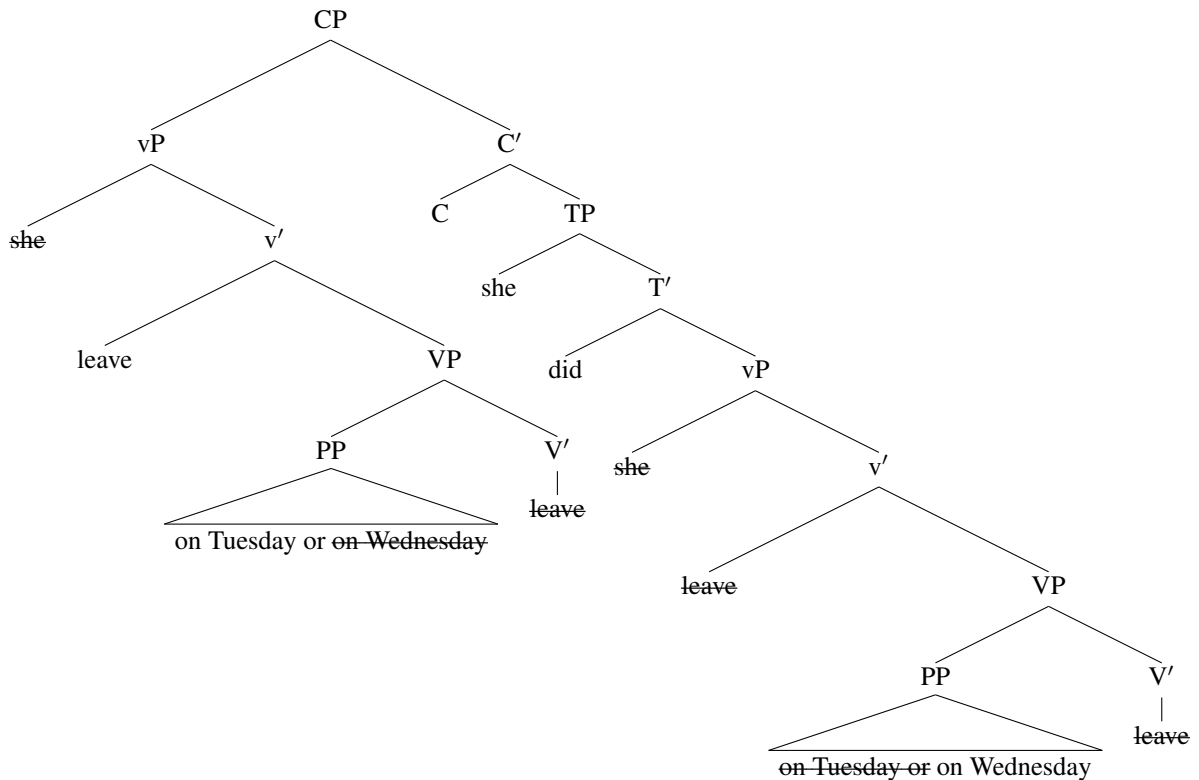 CP
vP C′
C TP
she v′
she T′
leave VP did vP
PP V′ she v′
leave
on Tuesday or on Wednesday
leave VP
PP V′
leave
on Tuesday or on Wednesday